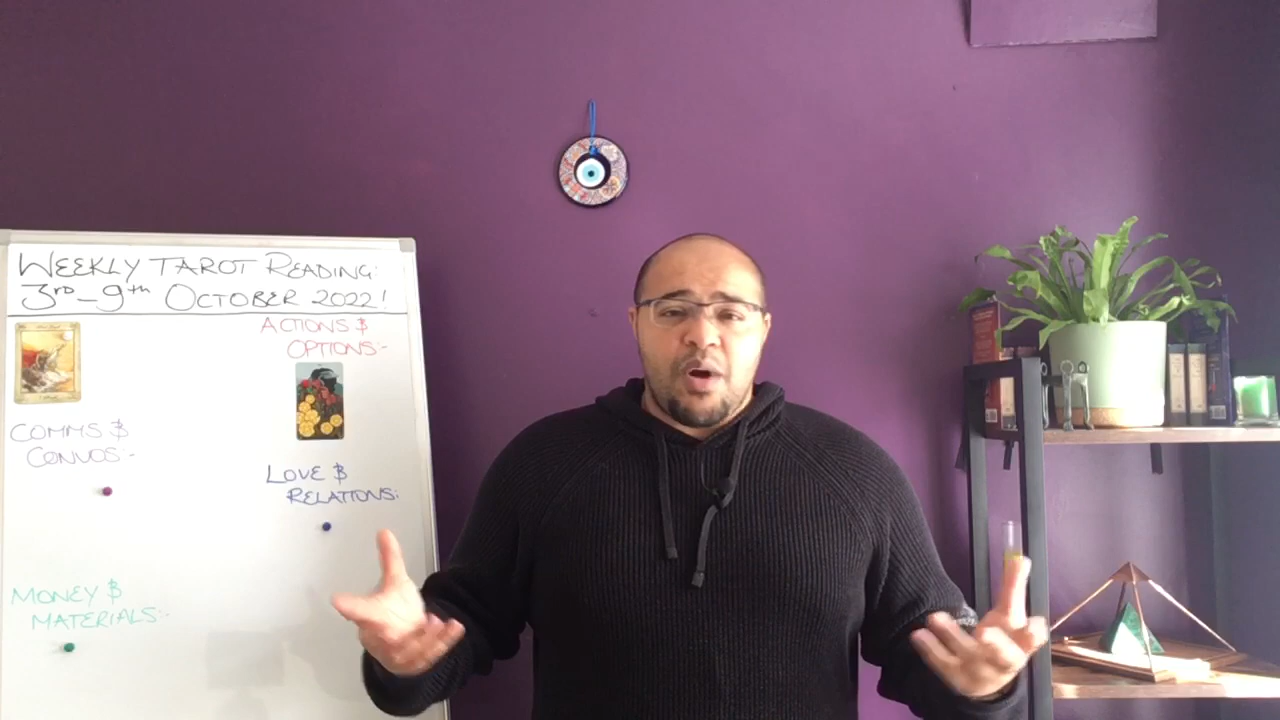 WEEKLY TAROT READING:
3rd - 9th OCTOBER 2022!
ACTIONS &
OPTIONS:-
COMMS &
CONVOS:-
LOVE &
RELATIONS:
MONEY &
MATERIALS:-